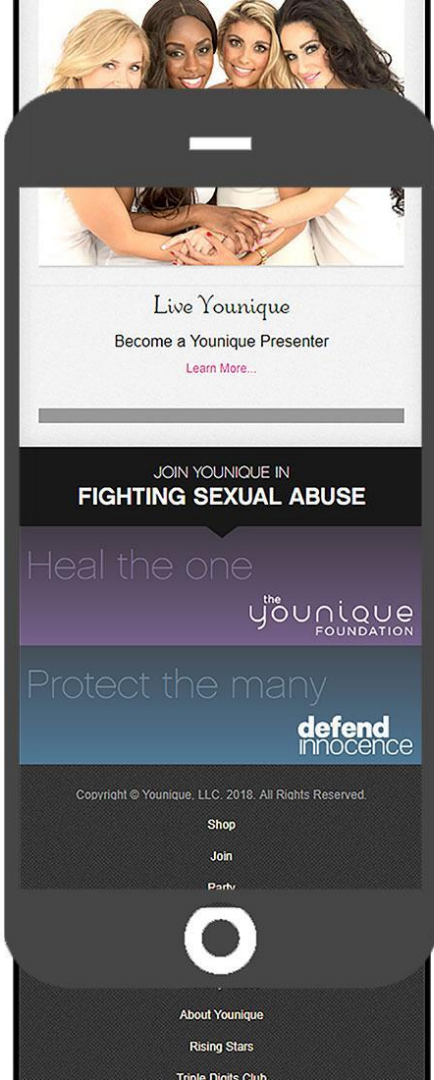 Live Younique
Become a Younique Presenter
Learn More...
JOIN YOUNIQUE IN
FIGHTING SEXUAL ABUSE
Heal the one
the
younique
FOUNDATION
Protect the many
defend
innocence
Copyright © Younique, LLC. 2018. All Rights Reserved.
Shop
Join
Party
About Younique
Rising Stars
Triple Digits Club